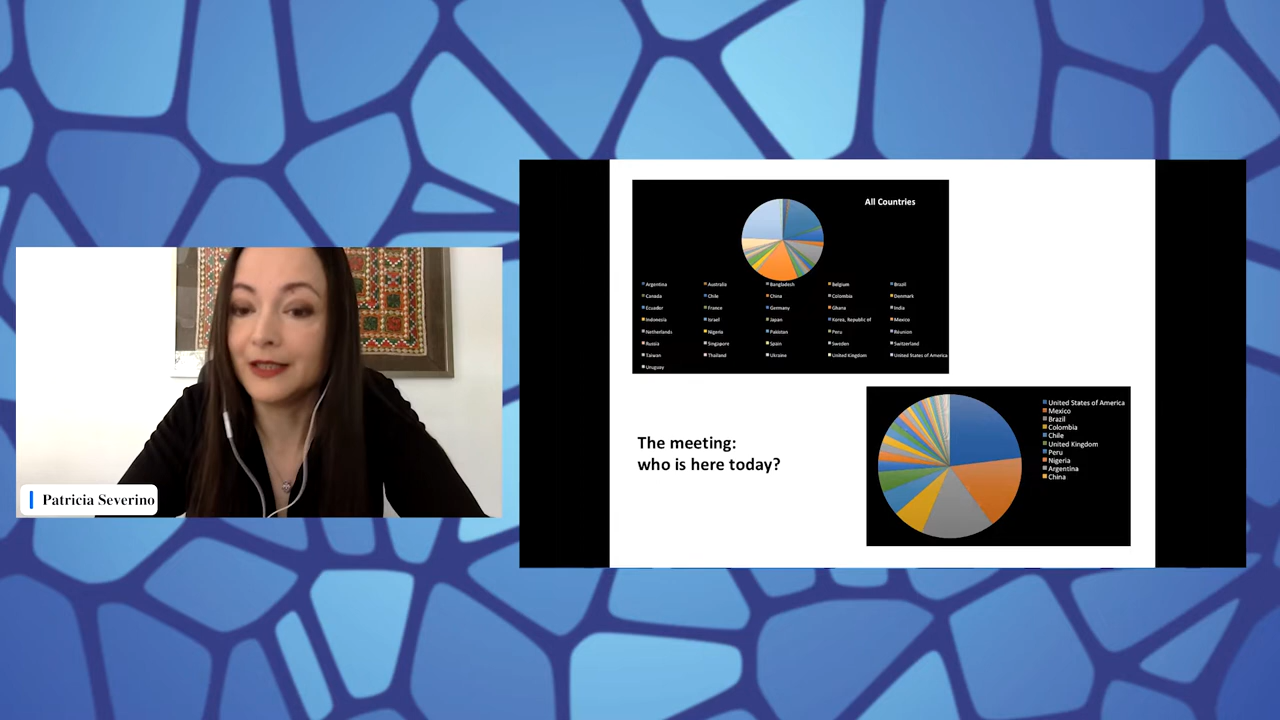 Patricia Severino
All Countries
Argentina Australia Bangladesh Belgium Brazil
Canada Chile China Colombia Denmark
Ecuador France Germany Ghana India
Indonesia Israel Japan Korea, Republic of Mexico
Netherlands Nigeria Pakistan Peru Réunion
Russia Singapore Spain Sweden Switzerland
Taiwan Thailand Ukraine United Kingdom United States of America
Uruguay
The meeting:
who is here today?
United States of America
Mexico
Brazil
Colombia
Chile
United Kingdom
Peru
Nigeria
Argentina
China